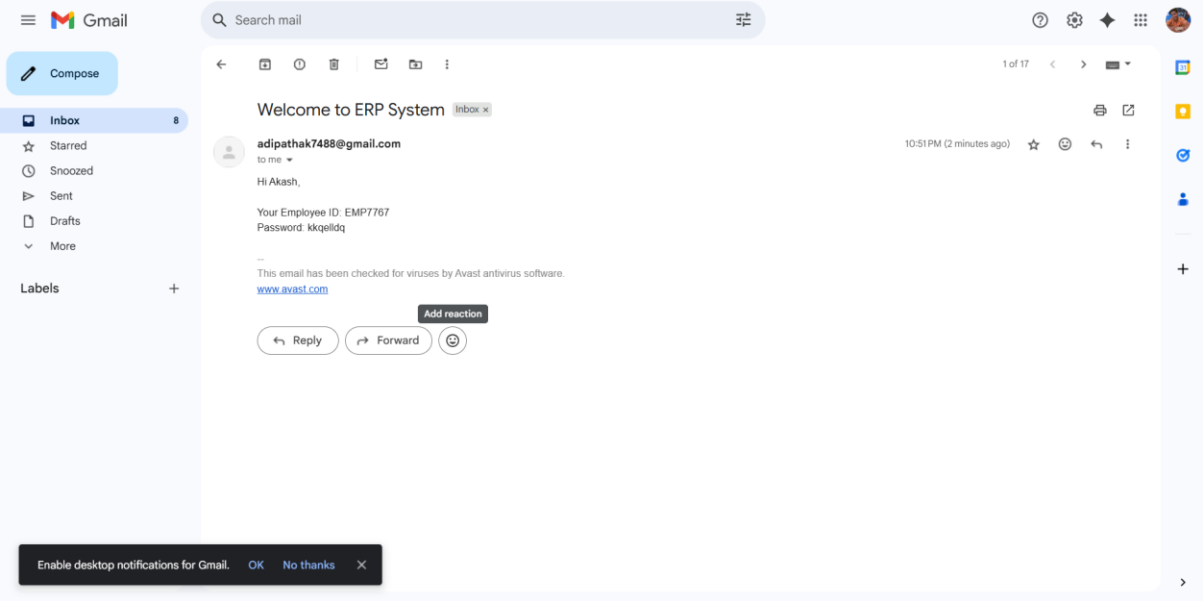 Gmail
Search mail
Compose
Inbox 8
Starred
Snoozed
Sent
Drafts
More
Labels
1 of 17
Welcome to ERP System Inbox ×
adipathak7488@gmail.com
10:51 PM (2 minutes ago)
to me
Hi Akash,
Your Employee ID: EMP7767
Password: kkqelldq
--
This email has been checked for viruses by Avast antivirus software.
www.avast.com
Add reaction
Reply
Forward
Enable desktop notifications for Gmail. OK No thanks
31